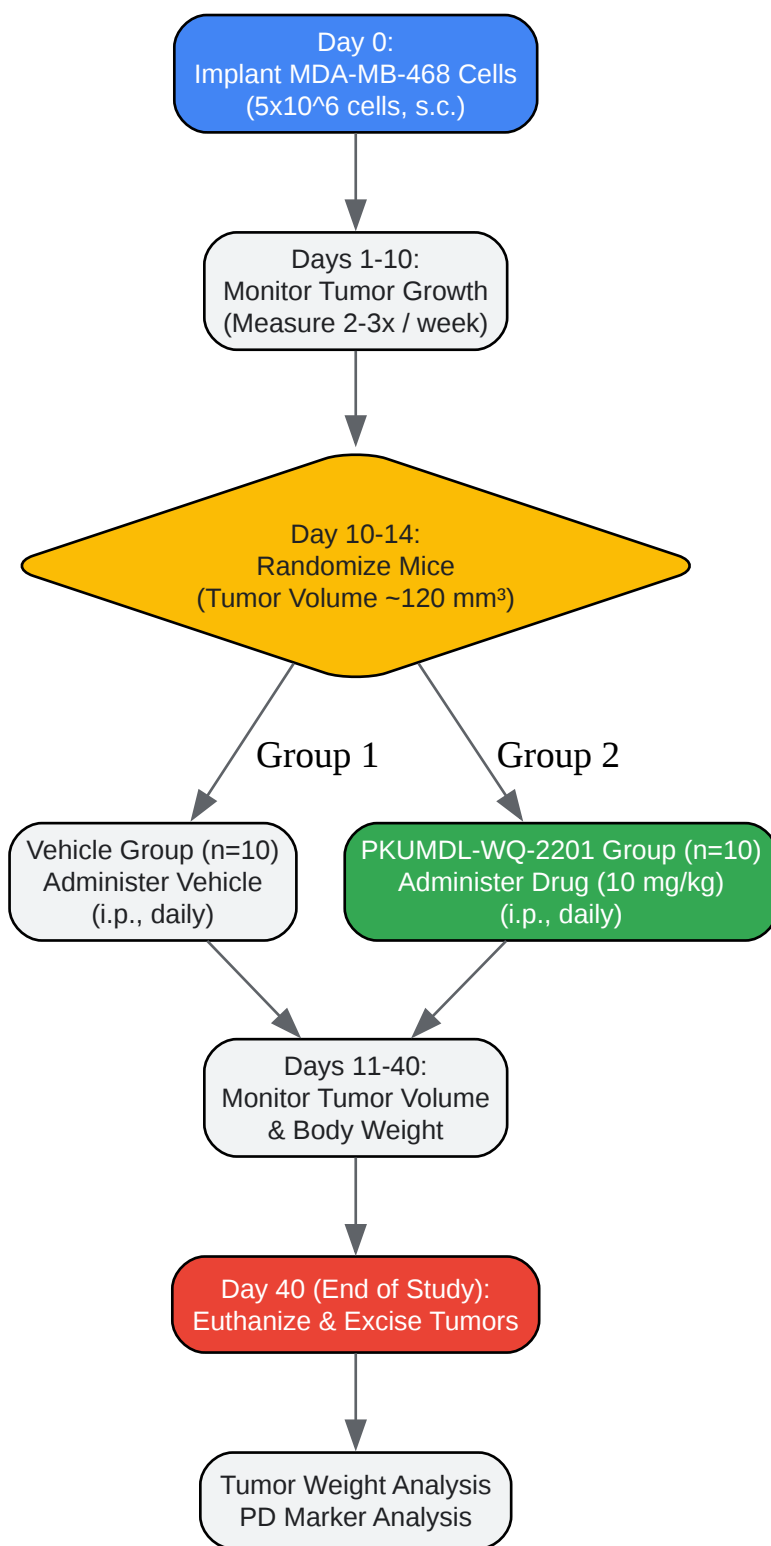 Day 0:
Implant MDA-MB-468 Cells
(5x10^6 cells, s.c.)
Days 1-10:
Monitor Tumor Growth
(Measure 2-3x / week)
Day 10-14:
Randomize Mice
(Tumor Volume ~120 mm³)
Group 1
Group 2
Vehicle Group (n=10)
Administer Vehicle
(i.p., daily)
PKUMDL-WQ-2201 Group (n=10)
Administer Drug (10 mg/kg)
(i.p., daily)
Days 11-40:
Monitor Tumor Volume
& Body Weight
Day 40 (End of Study):
Euthanize & Excise Tumors
Tumor Weight Analysis
PD Marker Analysis